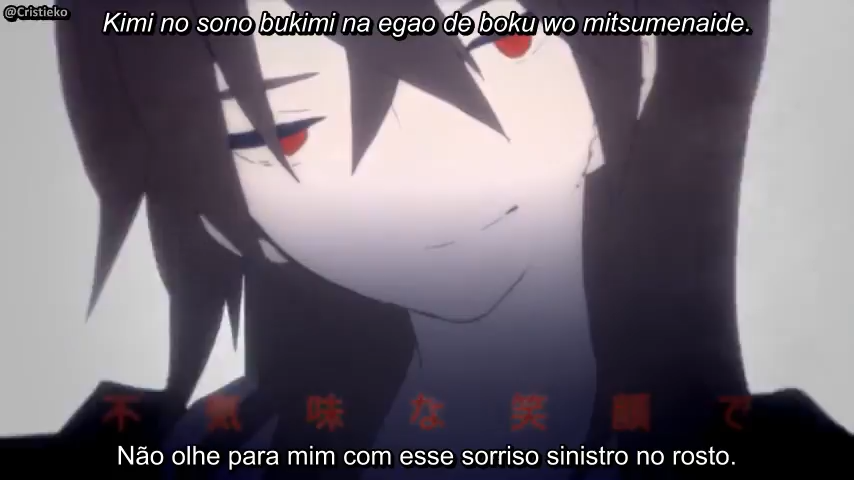 @Cristieko
Kimi no sono bukimi na egao de boku wo mitsumenaide.
不気味な笑顔で
Não olhe para mim com esse sorriso sinistro no rosto.